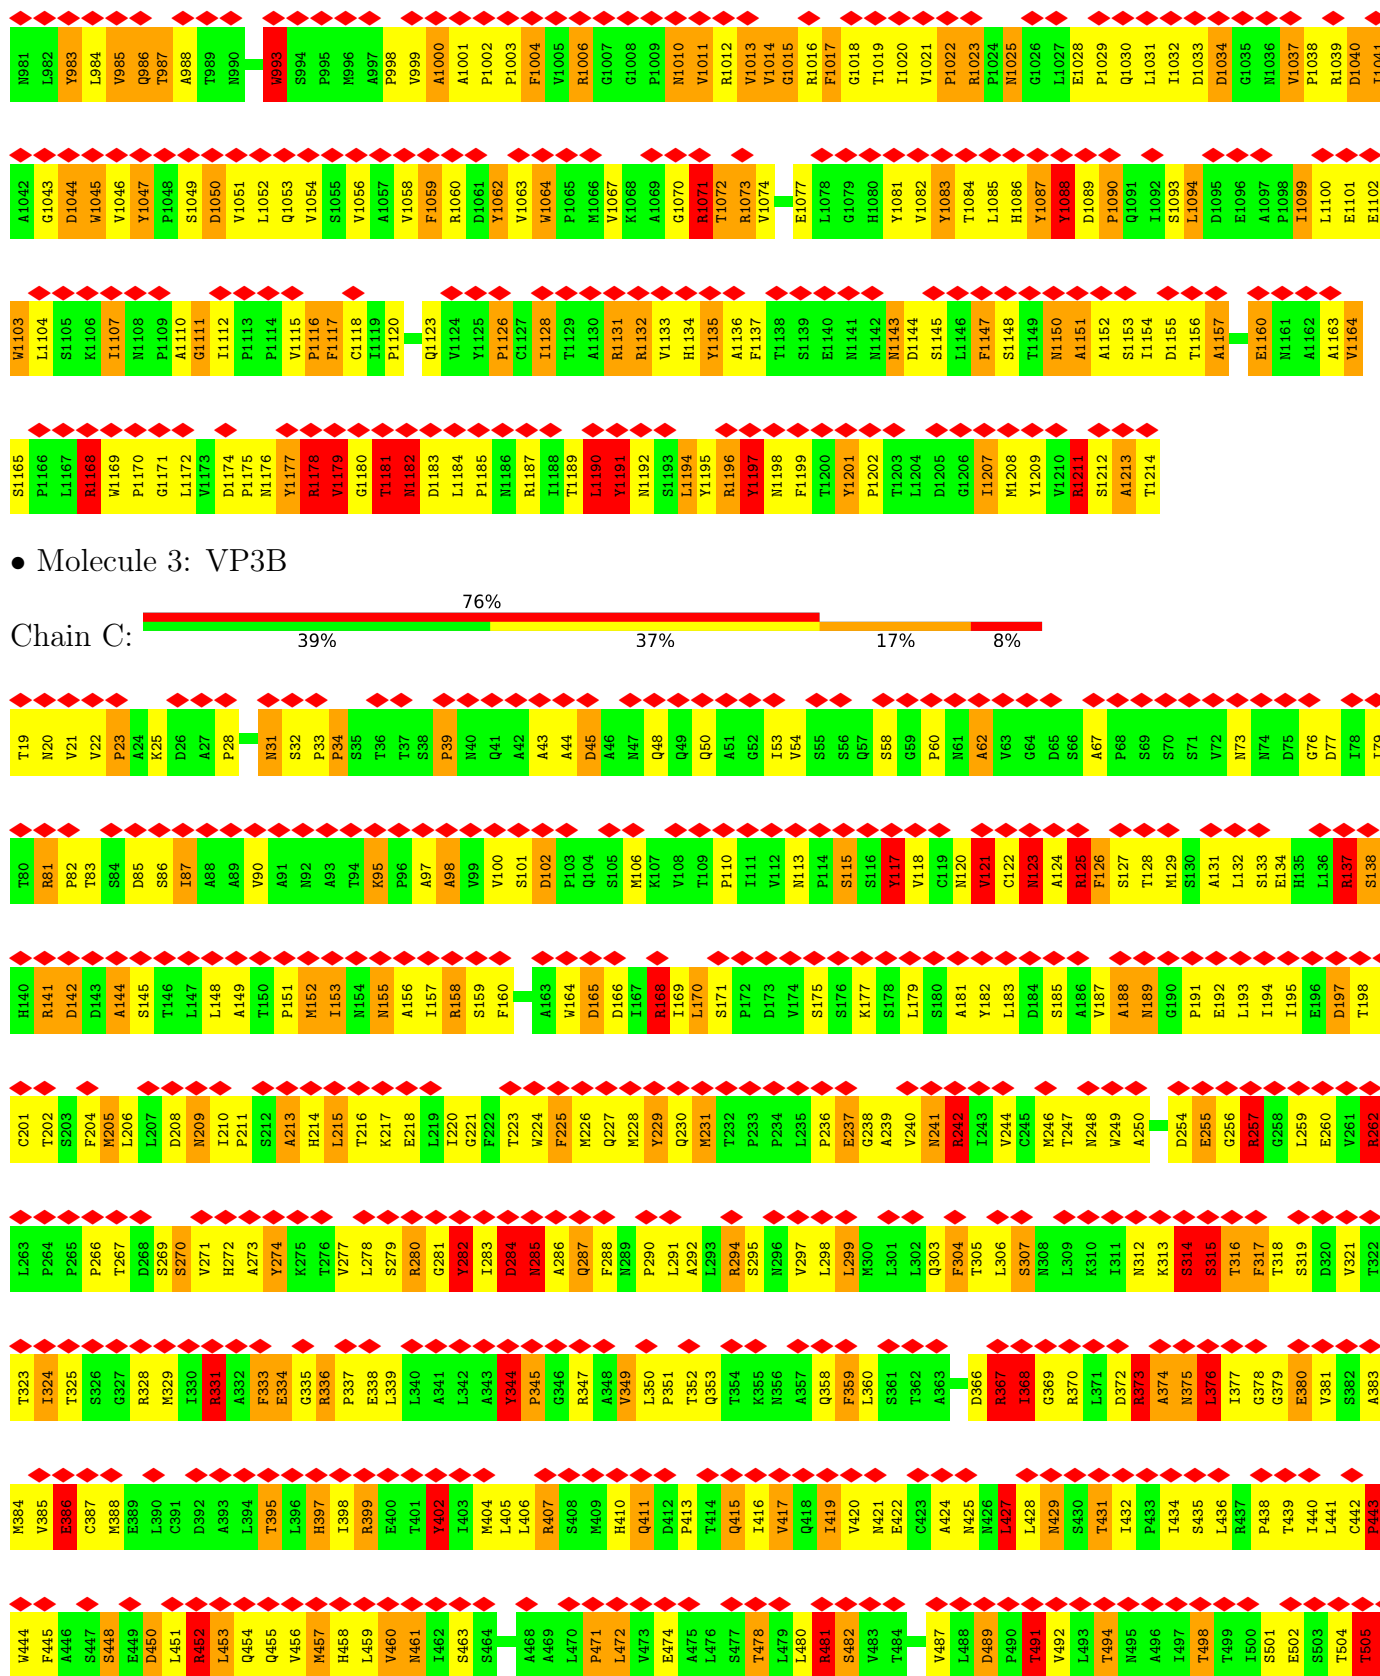 N981 L982 Y983 L984 V985 Q986 T987 A988 T989 N990 W993 S994 P995 M996 A997 P998 V999 A1000 A1001 P1002 P1003 F1004 V1005 R1006 G1007 G1008 P1009 N1010 V1011 R1012 V1013 V1014 G1015 R1016 F1017 G1018 T1019 I1020 V1021 P1022 R1023 P1024 N1025 G1026 L1027 E1028 P1029 Q1030 L1031 I1032 D1033 D1034 G1035 N1036 V1037 P1038 R1039 D1040 I1041
A1042 G1043 D1044 W1045 V1046 Y1047 P1048 S1049 D1050 V1051 L1052 Q1053 V1054 S1055 V1056 A1057 V1058 F1059 R1060 D1061 Y1062 V1063 W1064 P1065 M1066 V1067 K1068 A1069 G1070 R1071 T1072 R1073 V1074 E1077 L1078 G1079 H1080 Y1081 V1082 Y1083 T1084 L1085 H1086 Y1087 Y1088 D1089 P1090 Q1091 I1092 S1093 L1094 D1095 E1096 A1097 P1098 T1099 L1100 E1101 E1102
W1103 L1104 S1105 K1106 I1107 N1108 P1109 A1110 G1111 I1112 P1113 P1114 V1115 P1116 F1117 C1118 I1119 P1120 Q1123 V1124 Y1125 P1126 C1127 I1128 T1129 A1130 R1131 R1132 V1133 H1134 Y1135 A1136 F1137 T1138 S1139 E1140 N1141 N1142 N1143 D1144 S1145 L1146 F1147 S1148 T1149 N1150 A1151 A1152 S1153 I1154 D1155 T1156 A1157 E1160 N1161 A1162 A1163 V1164
S1165 P1166 L1167 R1168 W1169 P1170 G1171 L1172 V1173 D1174 P1175 N1176 Y1177 R1178 V1179 G1180 T1181 N1182 D1183 L1184 P1185 N1186 R1187 I1188 T1189 L1190 Y1191 N1192 S1193 L1194 Y1195 R1196 Y1197 N1198 F1199 T1200 Y1201 P1202 T1203 L1204 D1205 G1206 I1207 M1208 Y1209 V1210 R1211 S1212 A1213 T1214
• Molecule 3: VP3B
76%
Chain C:
39% 37% 17% 8%
T19 N20 V21 V22 P23 A24 K25 D26 A27 P28 N31 S32 P33 P34 S35 T36 T37 S38 P39 N40 Q41 A42 A43 A44 D45 A46 N47 Q48 Q49 Q50 A51 G52 I53 V54 S55 S56 Q57 S58 G59 P60 N61 A62 V63 G64 D65 S66 A67 P68 S69 S70 S71 V72 N73 N74 D75 G76 D77 I78 I79
T80 R81 P82 T83 S84 D85 S86 I87 A88 A89 V90 A91 N92 A93 T94 K95 P96 A97 A98 V99 V100 S101 D102 P103 Q104 S105 M106 K107 V108 T109 P110 I111 V112 N113 P114 S115 S116 Y117 V118 C119 N120 V121 C122 N123 A124 R125 F126 S127 T128 M129 S130 A131 L132 S133 E134 H135 L136 R137 S138
H140 R141 D142 D143 A144 S145 T146 L147 L148 A149 T150 P151 M152 I153 N154 N155 A156 I157 R158 S159 F160 A163 W164 D165 D166 I167 R168 I169 L170 S171 P172 D173 V174 S175 S176 K177 S178 L179 S180 A181 Y182 L183 D184 S185 A186 V187 A188 N189 G190 P191 E192 L193 I194 I195 E196 D197 T198
C201 T202 S203 F204 M205 L206 L207 D208 N209 I210 P211 S212 A213 H214 L215 T216 K217 E218 L219 I220 G221 F222 T223 W224 F225 M226 Q227 M228 Y229 Q230 M231 T232 P233 P234 L235 P236 E237 G238 A239 V240 N241 R242 I243 V244 C245 M246 T247 N248 W249 A250 D254 E255 G256 R257 G258 L259 E260 V261 R262
L263 P264 P265 P266 T267 D268 S269 S270 V271 H272 A273 Y274 K275 T276 V277 L278 S279 R280 G281 Y282 I283 D284 N285 A286 Q287 F288 N289 P290 L291 A292 L293 R294 S295 N296 V297 L298 L299 M300 L301 L302 Q303 F304 T305 L306 S307 N308 L309 K310 I311 N312 K313 S314 S315 T316 F317 T318 S319 D320 V321 T322
T323 I324 T325 S326 G327 R328 M329 I330 R331 A332 F333 E334 G335 R336 P337 E338 L339 L340 A341 L342 A343 Y344 P345 G346 R347 A348 V349 L350 P351 T352 Q353 T354 K355 N356 A357 Q358 F359 L360 S361 T362 A363 D366 R367 I368 G369 R370 L371 D372 R373 A374 N375 L376 I377 G378 G379 E380 V381 S382 A383
M384 V385 E386 C387 M388 E389 L390 C391 D392 A393 L394 T395 L396 H397 I398 R399 E400 T401 Y402 I403 M404 L405 L406 R407 S408 M409 H410 Q411 D412 P413 T414 Q415 I416 V417 Q418 I419 V420 N421 E422 C423 A424 N425 N426 L427 L428 N429 S430 T431 I432 P433 I434 S435 L436 R437 P438 T439 I440 L441 C442 P443
W444 F445 A446 S447 S448 E449 D450 L451 R452 L453 Q454 Q455 V456 M457 H458 L459 V460 N461 I462 S463 S464 A468 A469 L470 P471 L472 V473 E474 A475 L476 S477 T478 L479 L480 R481 S482 V483 T484 V487 L488 D489 P490 T491 V492 L493 T494 N495 A496 I497 T498 T499 I500 S501 E502 S503 T504 T505